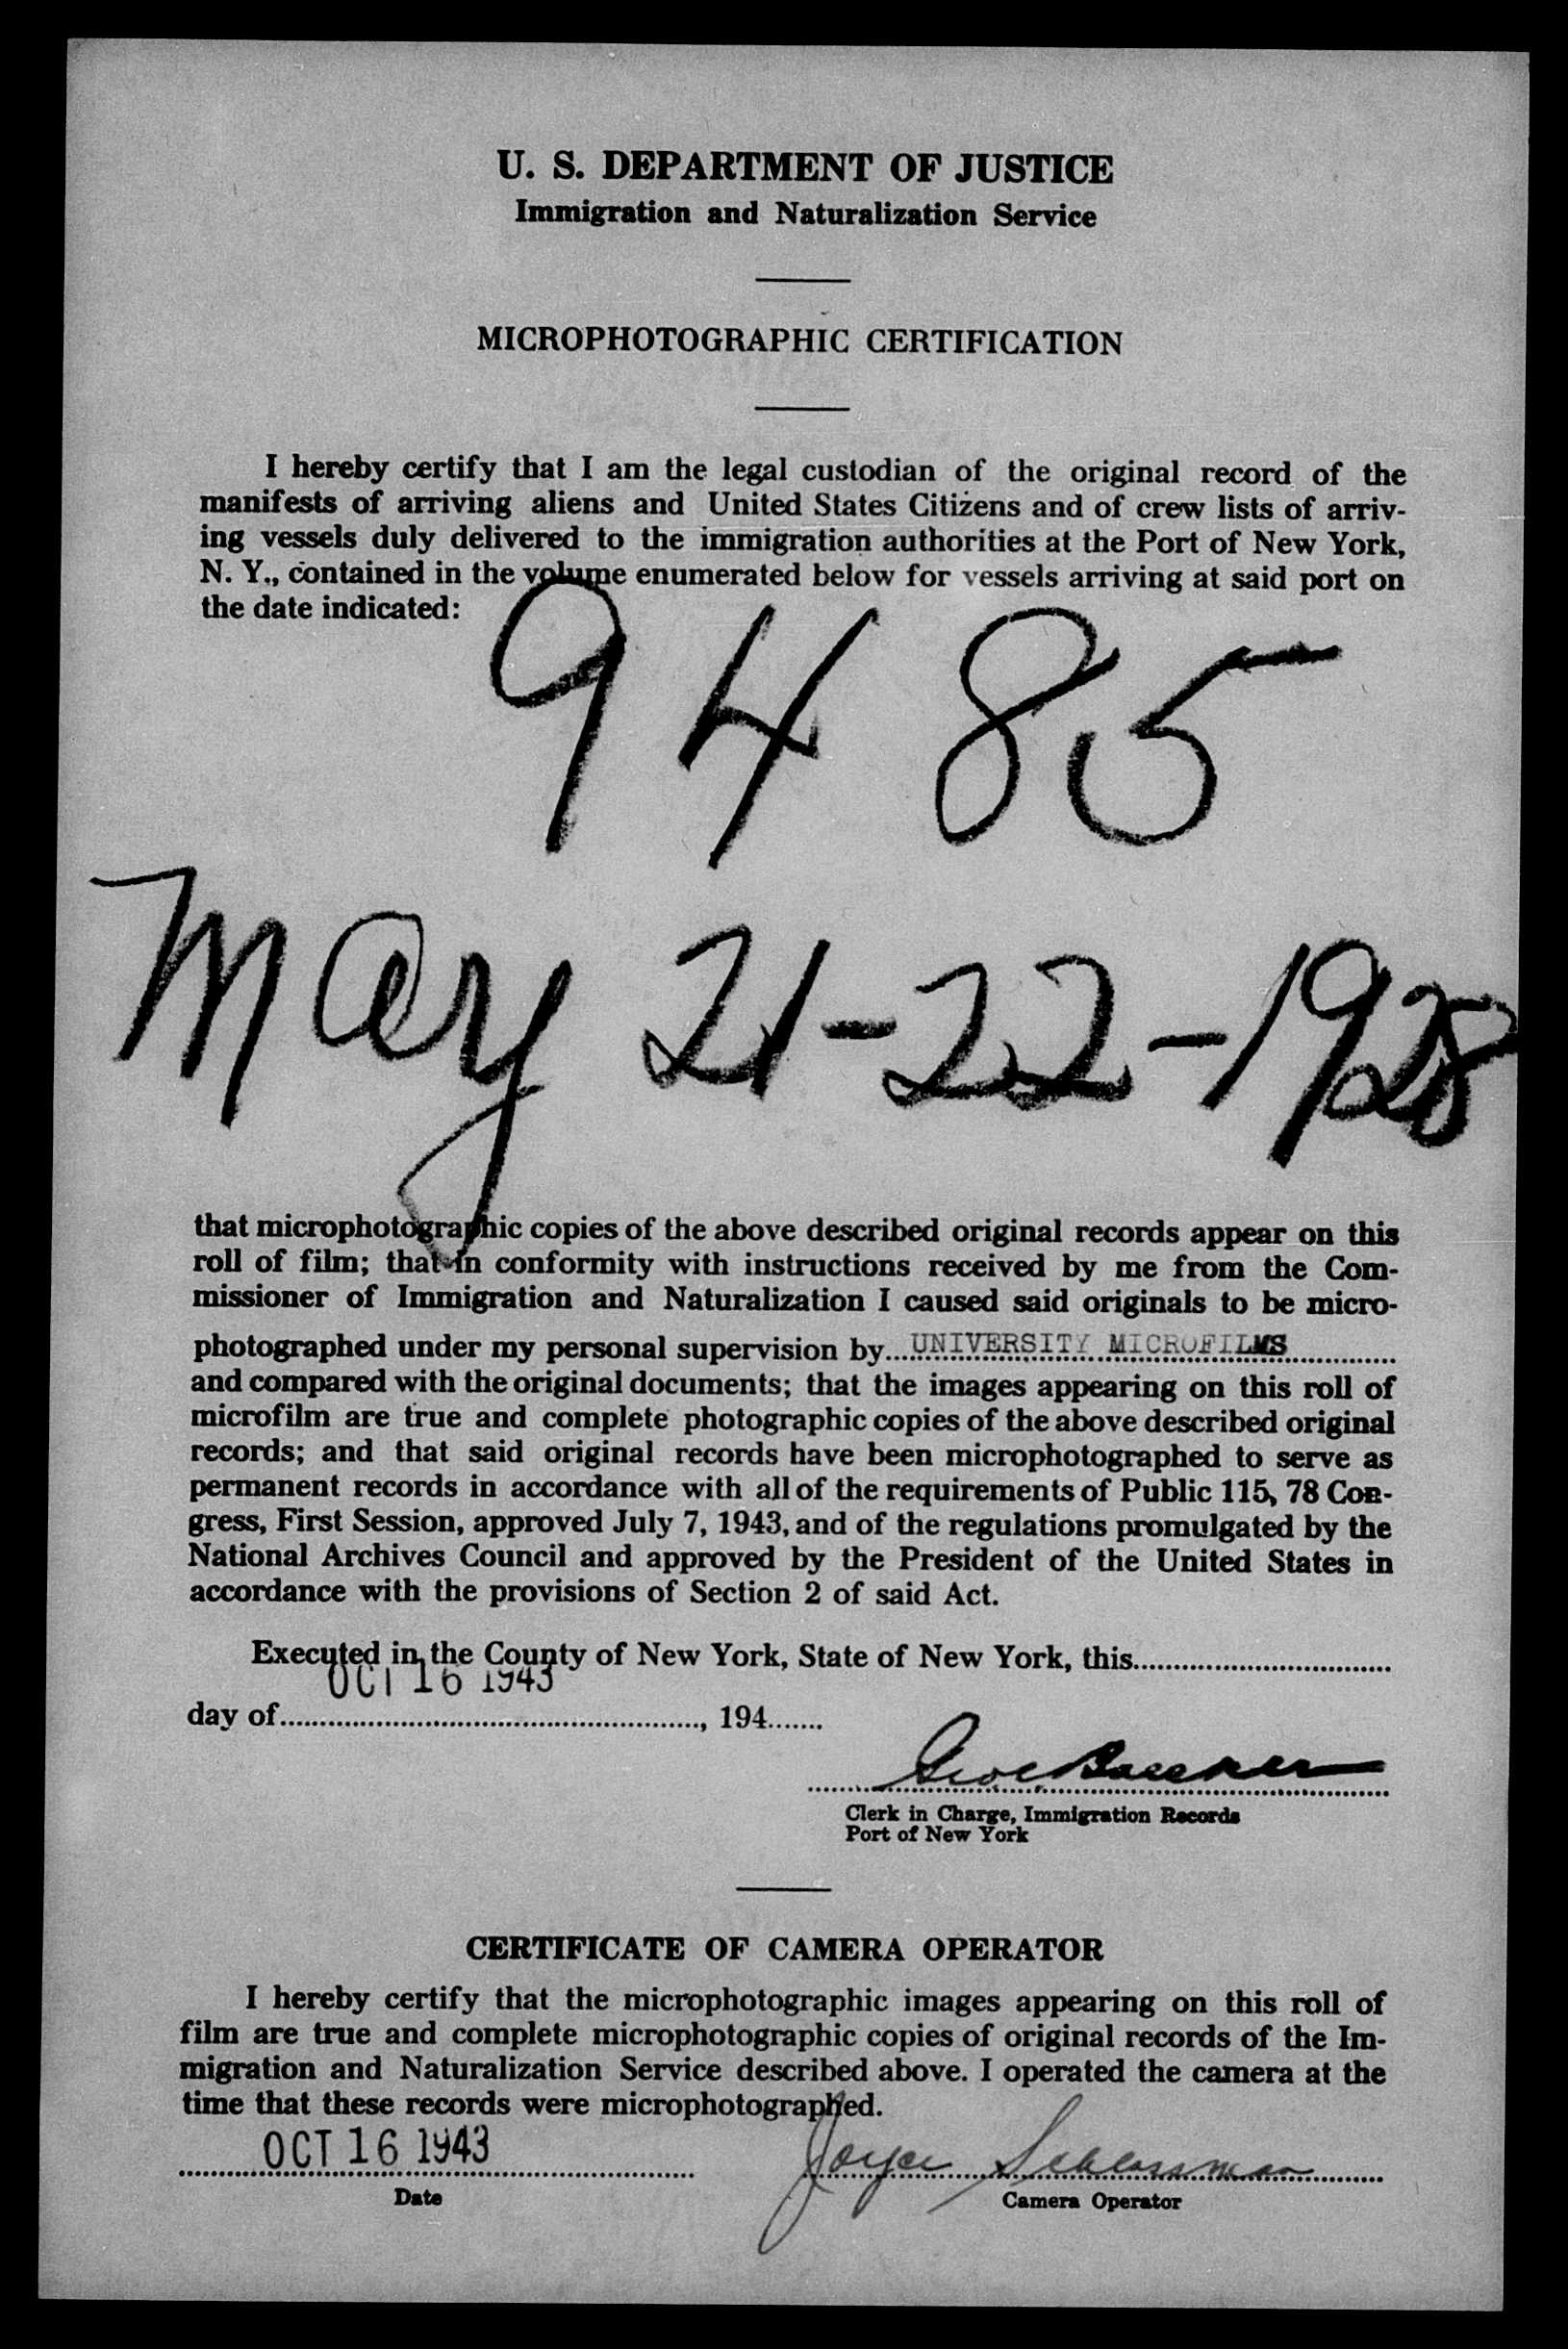 U. S. DEPARTMENT OF JUSTICE
Immigration and Naturalization Service
MICROPHOTOGRAPHIC CERTIFICATION
I hereby certify that I am the legal custodian of the original record of the
manifests of arriving aliens and United States Citizens and of crew lists of arriv-
ing vessels duly delivered to the immigration authorities at the Port of New York,
N. Y., contained in the volume enumerated below for vessels arriving at said port on
the date indicated:
9485
May 21-22-1928
that microphotographic copies of the above described original records appear on this
roll of film; that in conformity with instructions received by me from the Com-
missioner of Immigration and Naturalization I caused said originals to be micro-
photographed under my personal supervision by UNIVERSITY MICROFILMS
and compared with the original documents; that the images appearing on this roll of
microfilm are true and complete photographic copies of the above described original
records; and that said original records have been microphotographed to serve as
permanent records in accordance with all of the requirements of Public 115, 78 Con-
gress, First Session, approved July 7, 1943, and of the regulations promulgated by the
National Archives Council and approved by the President of the United States in
accordance with the provisions of Section 2 of said Act.
Executed in the County of New York, State of New York, this
OCT 16 1943
day of , 194
Clerk in Charge, Immigration Records
Port of New York
CERTIFICATE OF CAMERA OPERATOR
I hereby certify that the microphotographic images appearing on this roll of
film are true and complete microphotographic copies of original records of the Im-
migration and Naturalization Service described above. I operated the camera at the
time that these records were microphotographed.
OCT 16 1943 Joyce Schlossman
Date Camera Operator